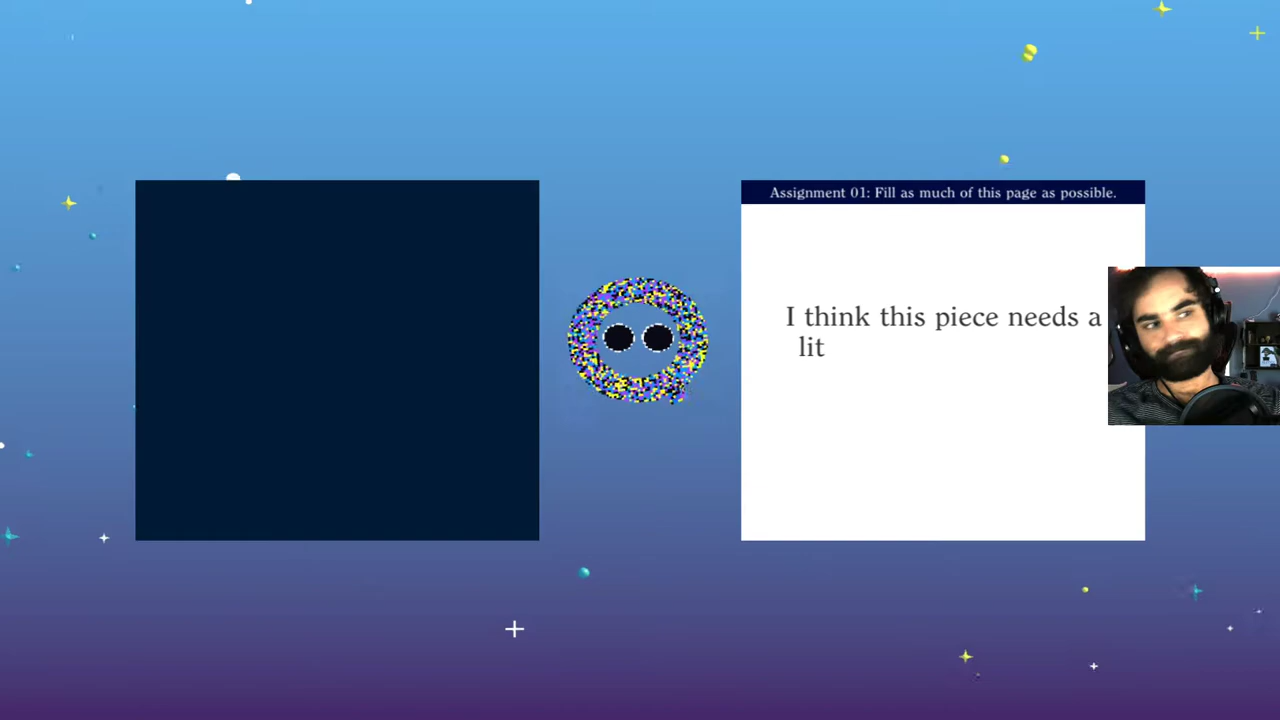 Assignment 01: Fill as much of this page as possible.
I think this piece needs a
lit